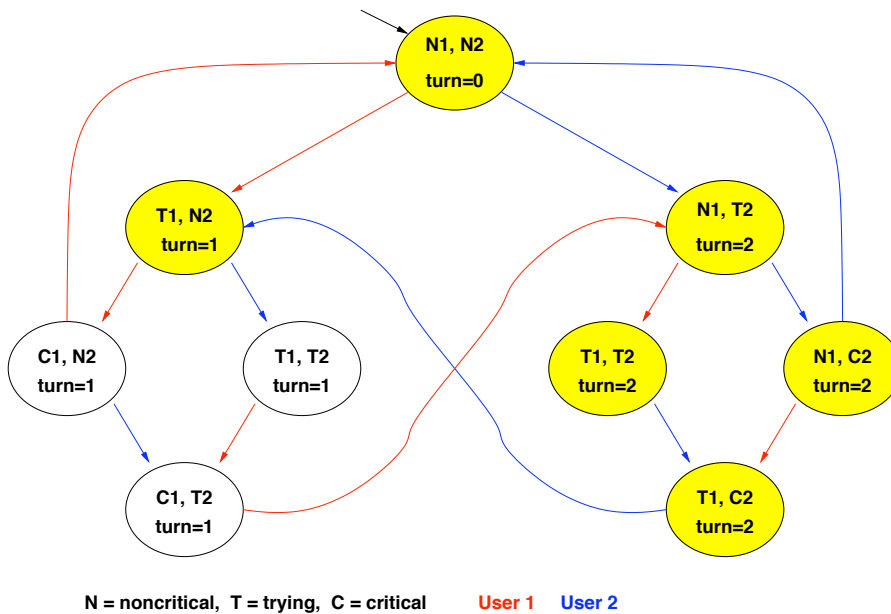 N1, N2
turn=0
T1, N2
turn=1
N1, T2
turn=2
C1, N2
turn=1
T1, T2
turn=1
T1, T2
turn=2
N1, C2
turn=2
C1, T2
turn=1
T1, C2
turn=2
N = noncritical, T = trying, C = critical User 1 User 2